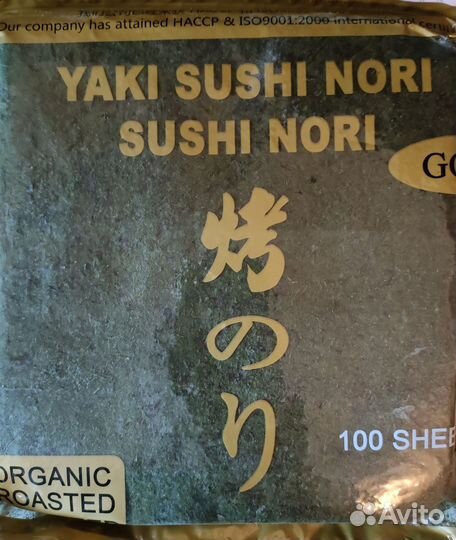 Our company has attained HACCP & ISO9001:2000 international
YAKI SUSHI NORI
SUSHI NORI
烤のり
100
ORGANIC
ROASTED
Avito